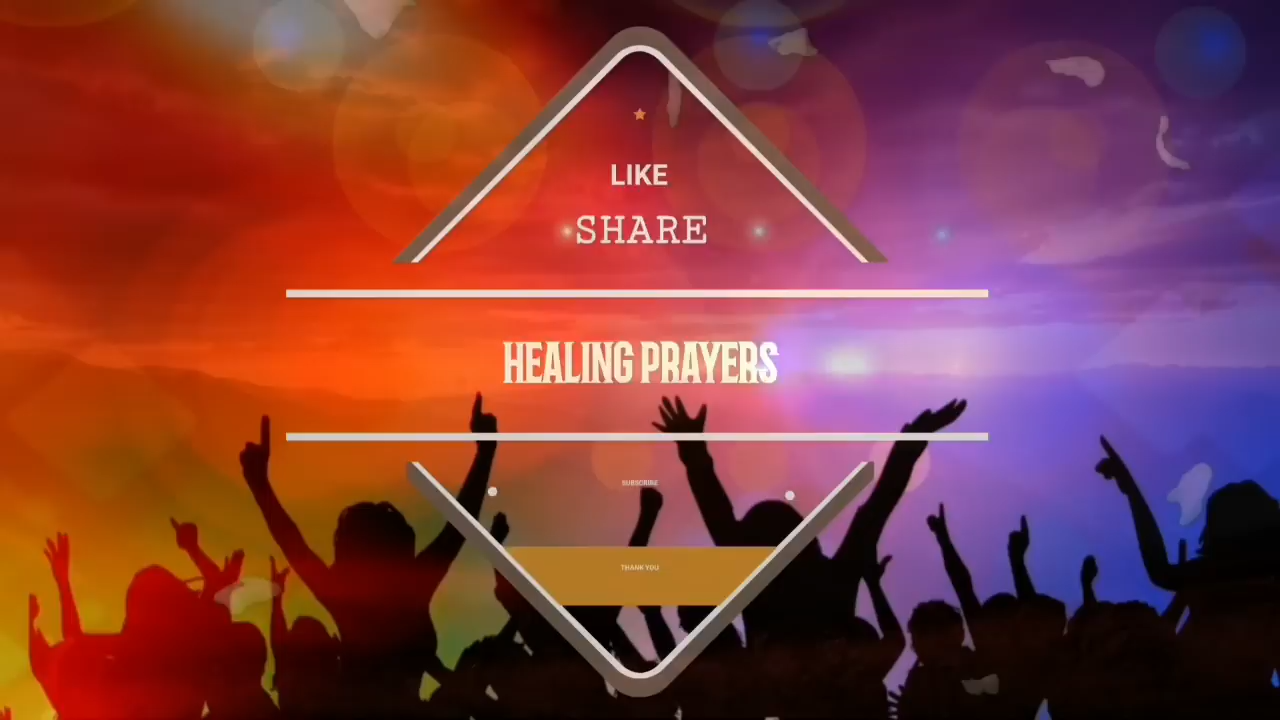 LIKE
SHARE
HEALING PRAYERS
SUBSCRIBE
THANK YOU